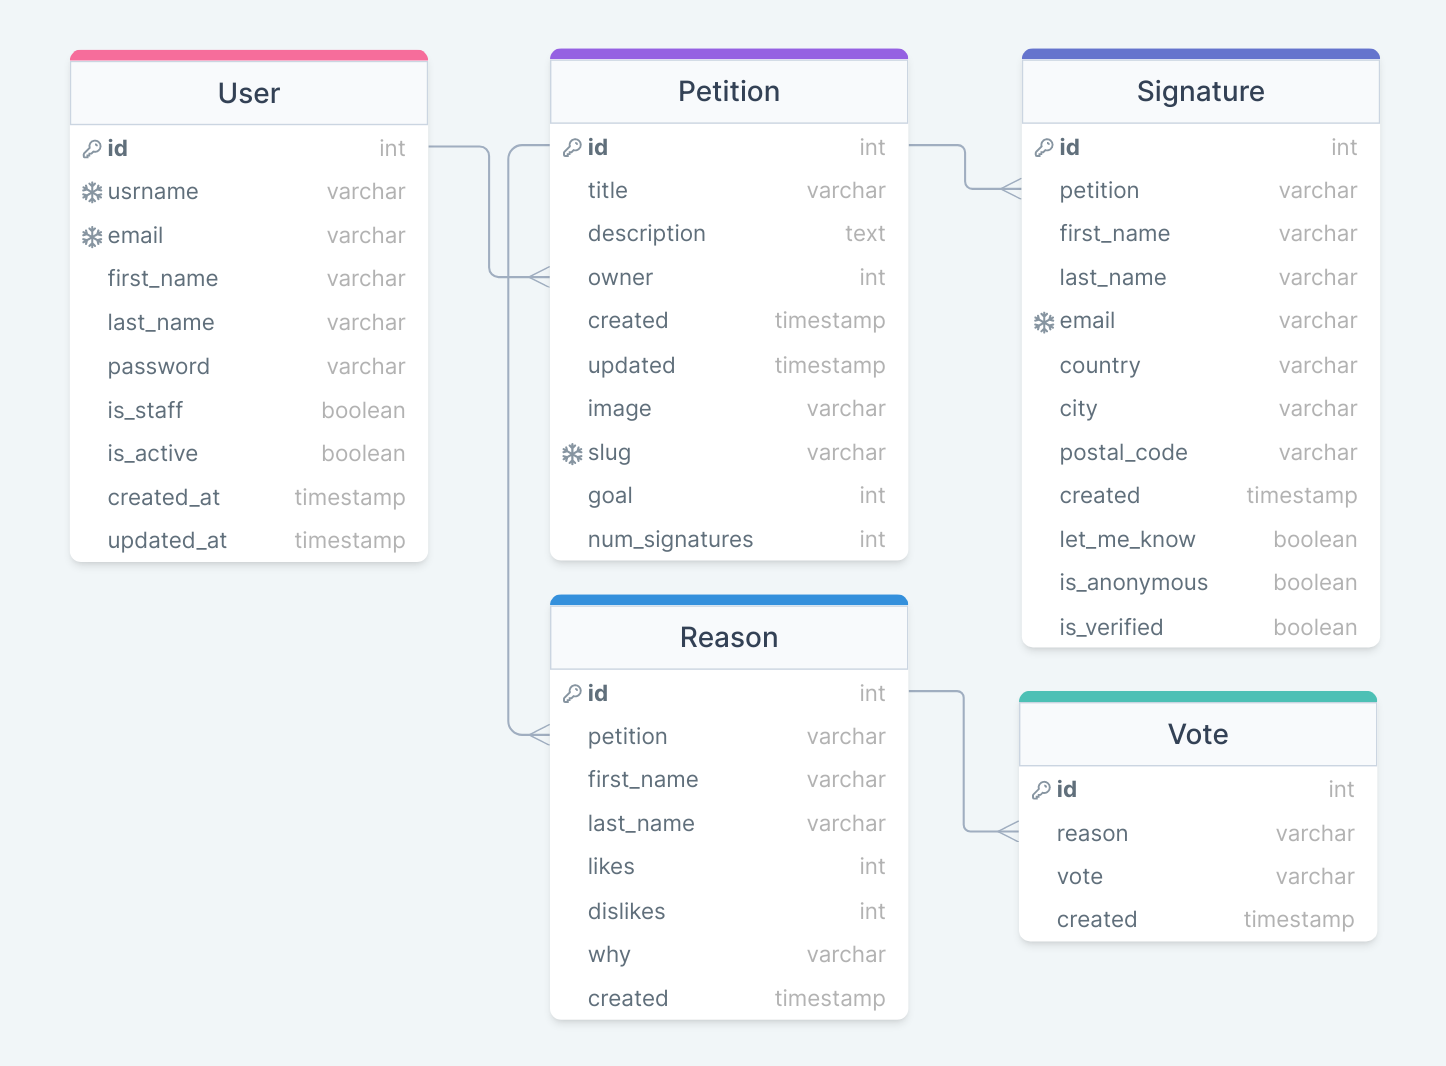 User
id int
usrname varchar
email varchar
first_name varchar
last_name varchar
password varchar
is_staff boolean
is_active boolean
created_at timestamp
updated_at timestamp
Petition
id int
title varchar
description text
owner int
created timestamp
updated timestamp
image varchar
slug varchar
goal int
num_signatures int
Signature
id int
petition varchar
first_name varchar
last_name varchar
email varchar
country varchar
city varchar
postal_code varchar
created timestamp
let_me_know boolean
is_anonymous boolean
is_verified boolean
Reason
id int
petition varchar
first_name varchar
last_name varchar
likes int
dislikes int
why varchar
created timestamp
Vote
id int
reason varchar
vote varchar
created timestamp